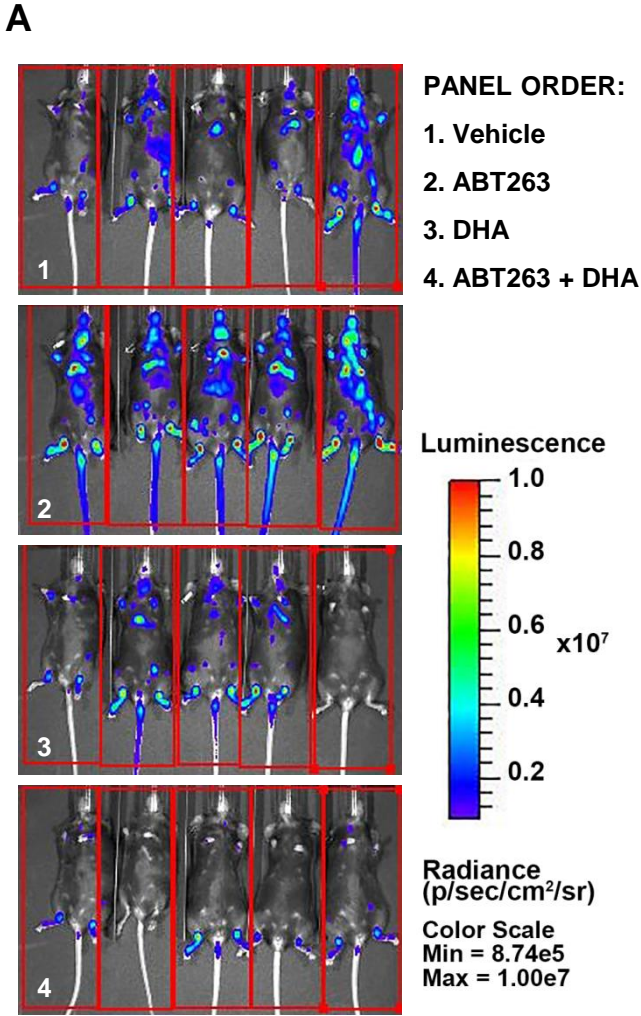 A
PANEL ORDER:
1. Vehicle
2. ABT263
3. DHA
4. ABT263 + DHA
1
2
3
4
Luminescence
1.0
0.8
0.6
x10⁷
0.4
0.2
Radiance
(p/sec/cm²/sr)
Color Scale
Min = 8.74e5
Max = 1.00e7